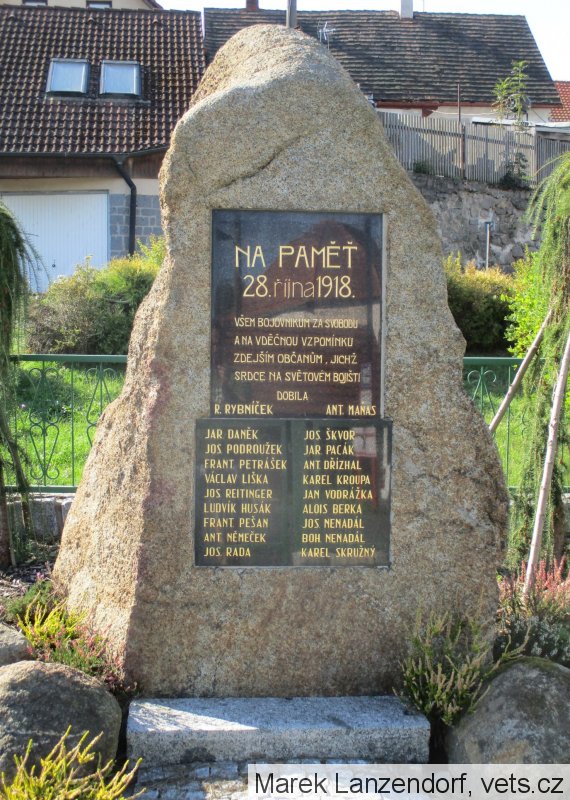 NA PAMĚŤ
28. října 1918.
VŠEM BOJOVNIKUM ZA SVOBODU
A NA VDĚČNOU VZPOMÍNKU
ZDEJŠIM OBČANŮM, JICHŽ
SRDCE NA SVĚTOVÉM BOJIŠTI
DOBILA
R. RYBNÍČEK ANT. MAŇAS
JAR DANĚK
JOS PODROUŽEK
FRANT PETRÁŠEK
VÁCLAV LIŠKA
JOS REITINGER
LUDVÍK HUSÁK
FRANT PEŠAN
ANT NĚMEČEK
JOS RADA
JOS ŠKVOR
JAR PACÁK
ANT DŘÍZHAL
KAREL KROUPA
JAN VODRÁŽKA
ALOIS BERKA
JOS NENADÁL
BOH NENADÁL
KAREL SKRUŽNÝ
Marek Lanzendorf, vets.cz